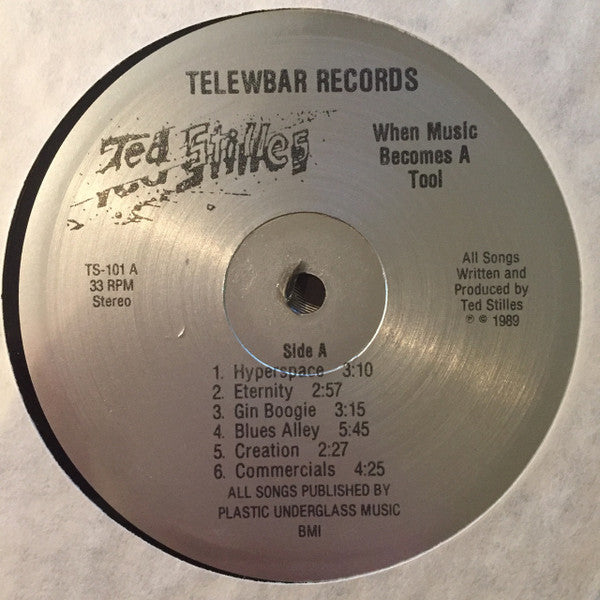 TELEWBAR RECORDS
Ted Stilles
When Music
Becomes A
Tool
TS-101 A
33 RPM
Stereo
All Songs
Written and
Produced by
Ted Stilles
℗ © 1989
Side A
1. Hyperspace 3:10
2. Eternity 2:57
3. Gin Boogie 3:15
4. Blues Alley 5:45
5. Creation 2:27
6. Commercials 4:25
ALL SONGS PUBLISHED BY
PLASTIC UNDERGLASS MUSIC
BMI